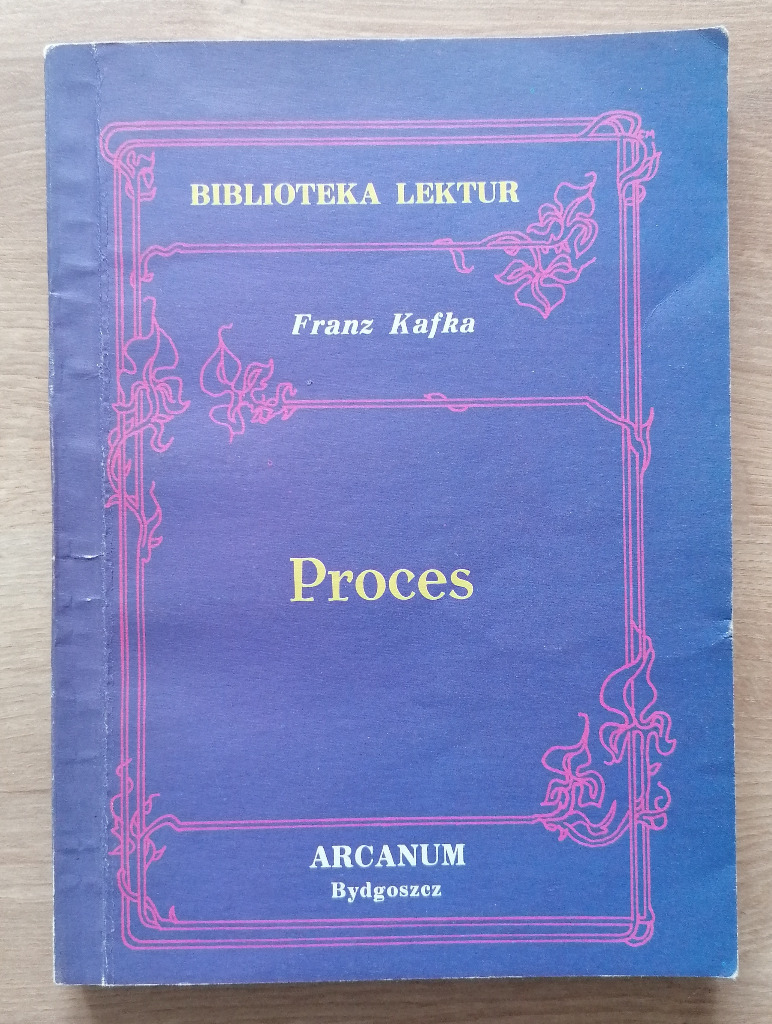 BIBLIOTEKA LEKTUR
Franz Kafka
Proces
ARCANUM
Bydgoszcz